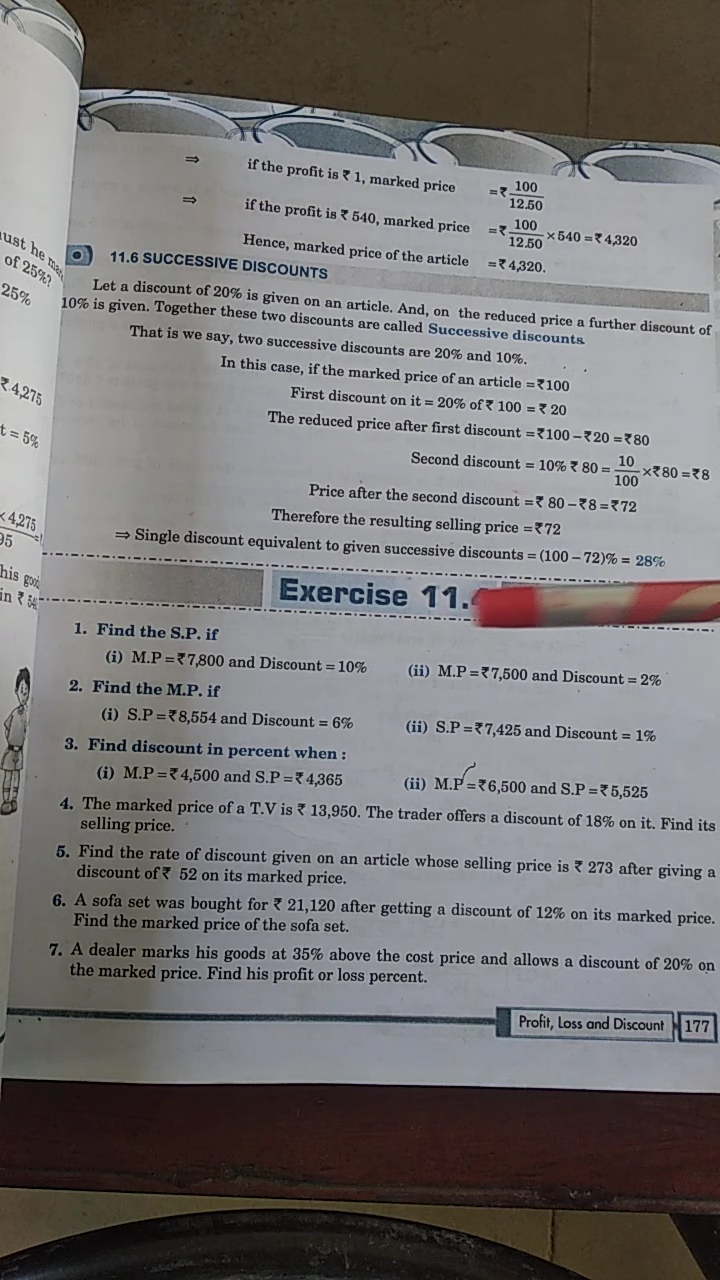 ust he
of 25%?
25%
₹ 4,275
t = 5%
× 4,275
95
his
in ₹
⇒ if the profit is ₹ 1, marked price =₹ 100/12.50
⇒ if the profit is ₹ 540, marked price =₹ 100/12.50 × 540 = ₹ 4,320
Hence, marked price of the article =₹ 4,320.
11.6 SUCCESSIVE DISCOUNTS
Let a discount of 20% is given on an article. And, on the reduced price a further discount of
10% is given. Together these two discounts are called Successive discounts.
That is we say, two successive discounts are 20% and 10%.
In this case, if the marked price of an article =₹100
First discount on it = 20% of ₹ 100 = ₹ 20
The reduced price after first discount =₹100 – ₹20 =₹80
Second discount = 10% ₹ 80 = 10/100 ×₹80 =₹8
Price after the second discount =₹ 80 – ₹8 =₹72
Therefore the resulting selling price =₹72
⇒ Single discount equivalent to given successive discounts = (100 – 72)% = 28%
Exercise 11.
1. Find the S.P. if
(i) M.P =₹7,800 and Discount = 10% (ii) M.P =₹7,500 and Discount = 2%
2. Find the M.P. if
(i) S.P =₹8,554 and Discount = 6% (ii) S.P =₹7,425 and Discount = 1%
3. Find discount in percent when :
(i) M.P =₹ 4,500 and S.P =₹ 4,365 (ii) M.P =₹6,500 and S.P =₹ 5,525
4. The marked price of a T.V is ₹ 13,950. The trader offers a discount of 18% on it. Find its
selling price.
5. Find the rate of discount given on an article whose selling price is ₹ 273 after giving a
discount of ₹ 52 on its marked price.
6. A sofa set was bought for ₹ 21,120 after getting a discount of 12% on its marked price.
Find the marked price of the sofa set.
7. A dealer marks his goods at 35% above the cost price and allows a discount of 20% on
the marked price. Find his profit or loss percent.
Profit, Loss and Discount 177